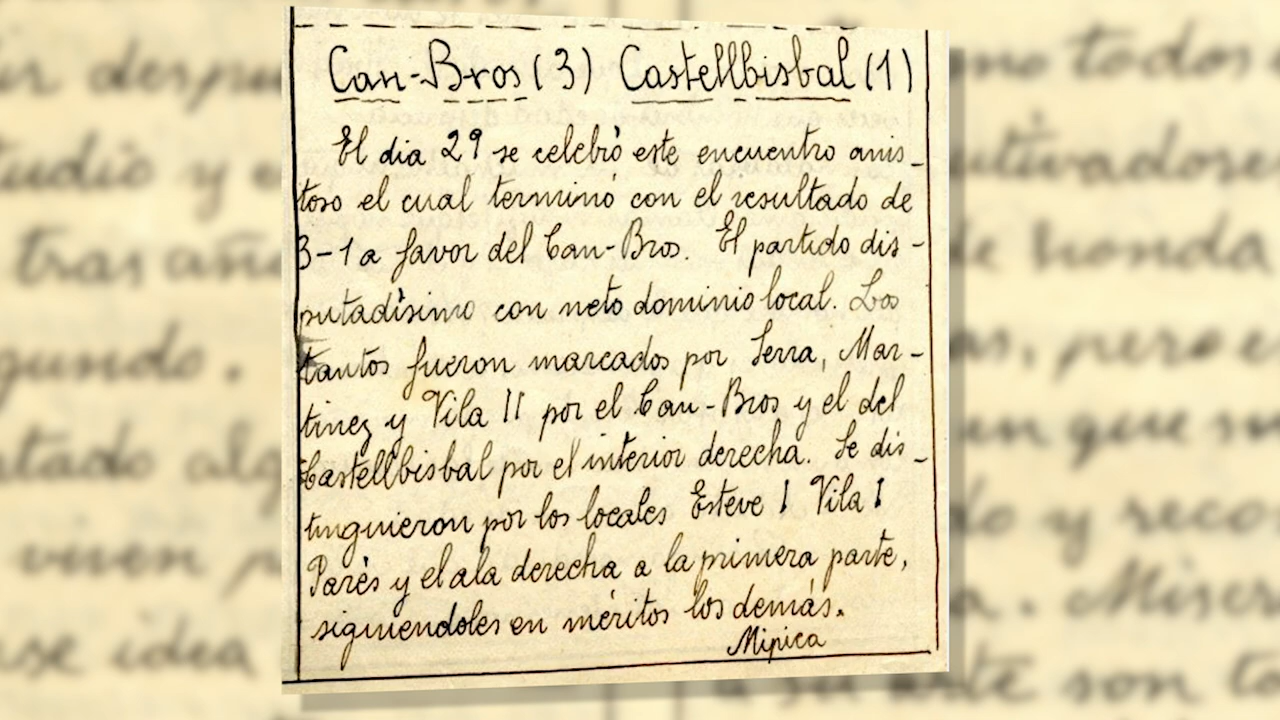 Can-Bros (3) Castellbisbal (1)
El dia 29 se celebró este encuentro amis-
toso el cual terminó con el resultado de
3-1 a favor del Can-Bros. El partido dis-
putadísimo con neto dominio local. Los
tantos fueron marcados por Serra, Mar-
tinez y Vila II por el Can-Bros y el del
Castellbisbal por el interior derecha. Se dis-
tinguieron por los locales Esteve I Vila I
Parés y el ala derecha a la primera parte,
siguiendoles en méritos los demás.
Mipica